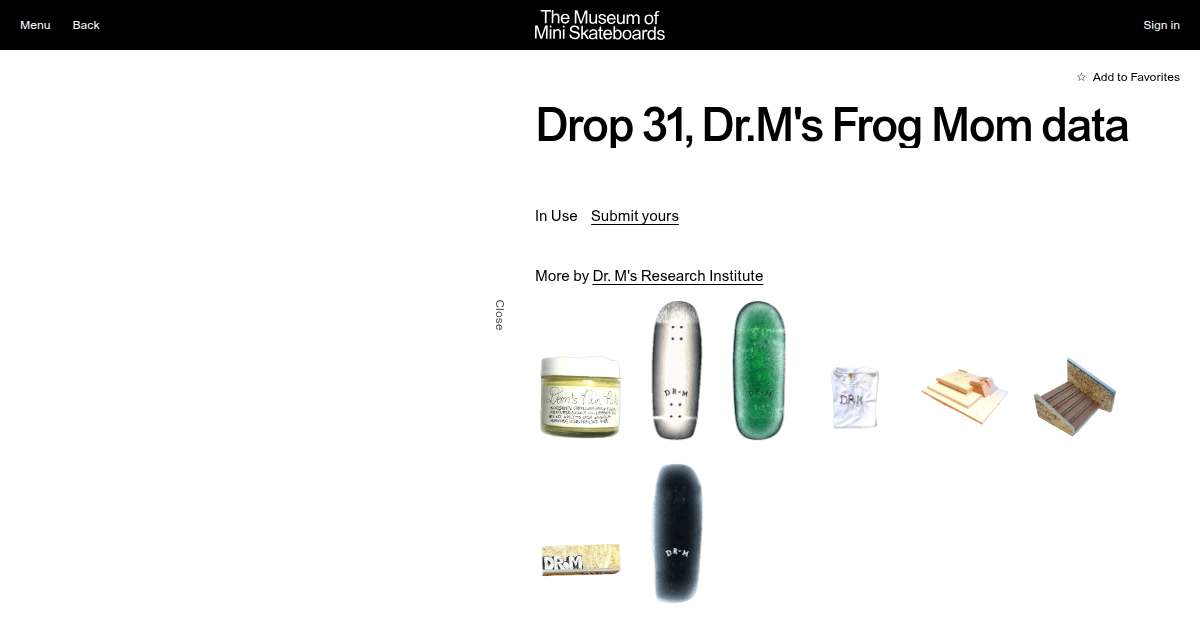 Menu Back
The Museum of
Mini Skateboards
Sign in
☆ Add to Favorites
Drop 31, Dr.M's Frog Mom data
In Use Submit yours
More by Dr. M's Research Institute
Close
DR•M
DR•M
DRM
DR•M
DR•M